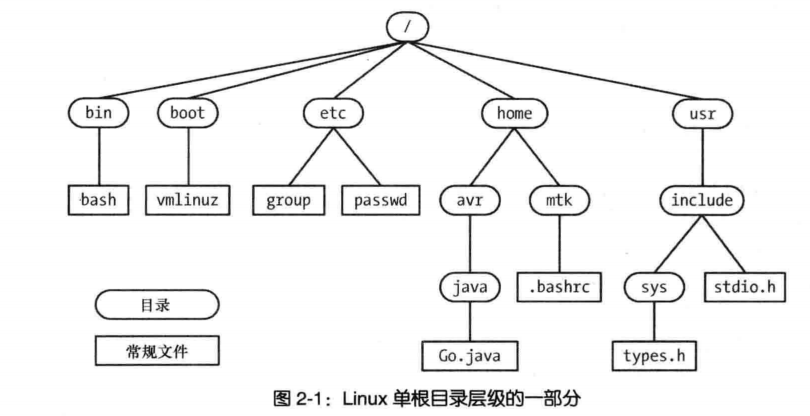 /
bin boot etc home usr
bash vmlinuz group passwd avr mtk include
目录 java .bashrc sys stdio.h
常规文件 Go.java types.h
图 2-1：Linux 单根目录层级的一部分